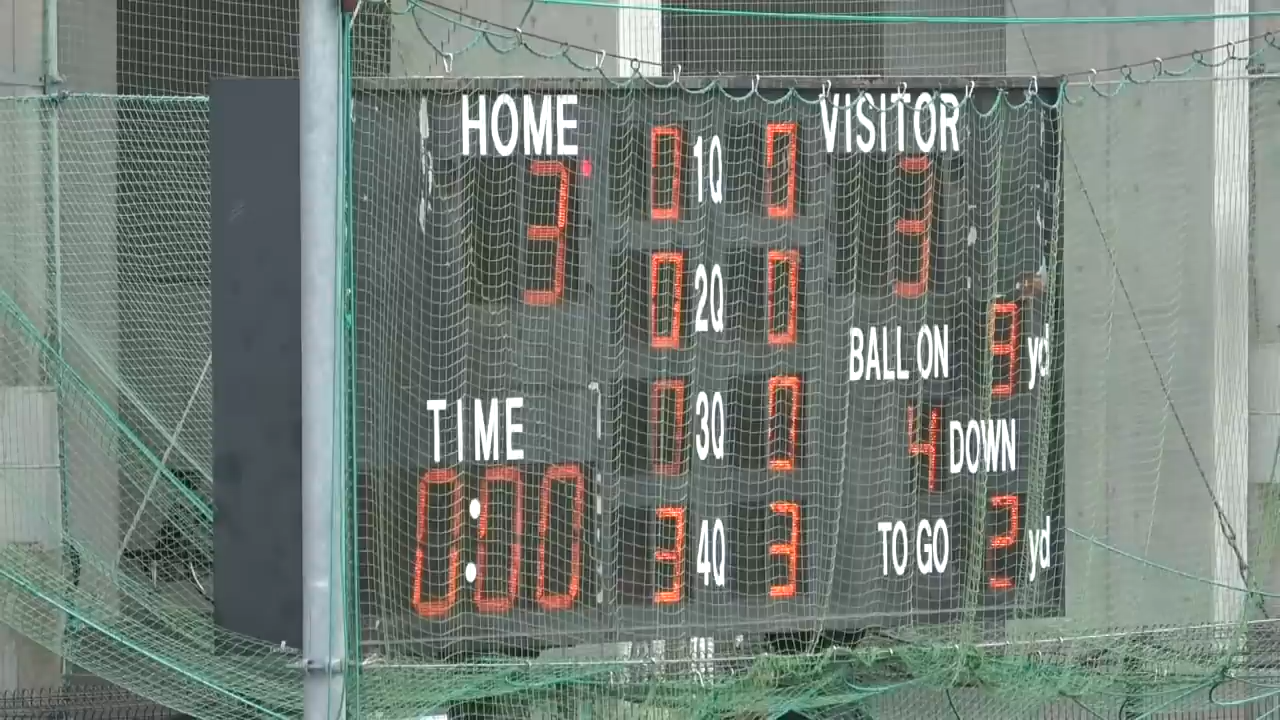 HOME
VISITOR
3
3
0 1Q 0
0 2Q 0
BALL ON 9 yd
TIME
0 3Q 0
4 DOWN
0:00
3 4Q 3
TO GO 2 yd